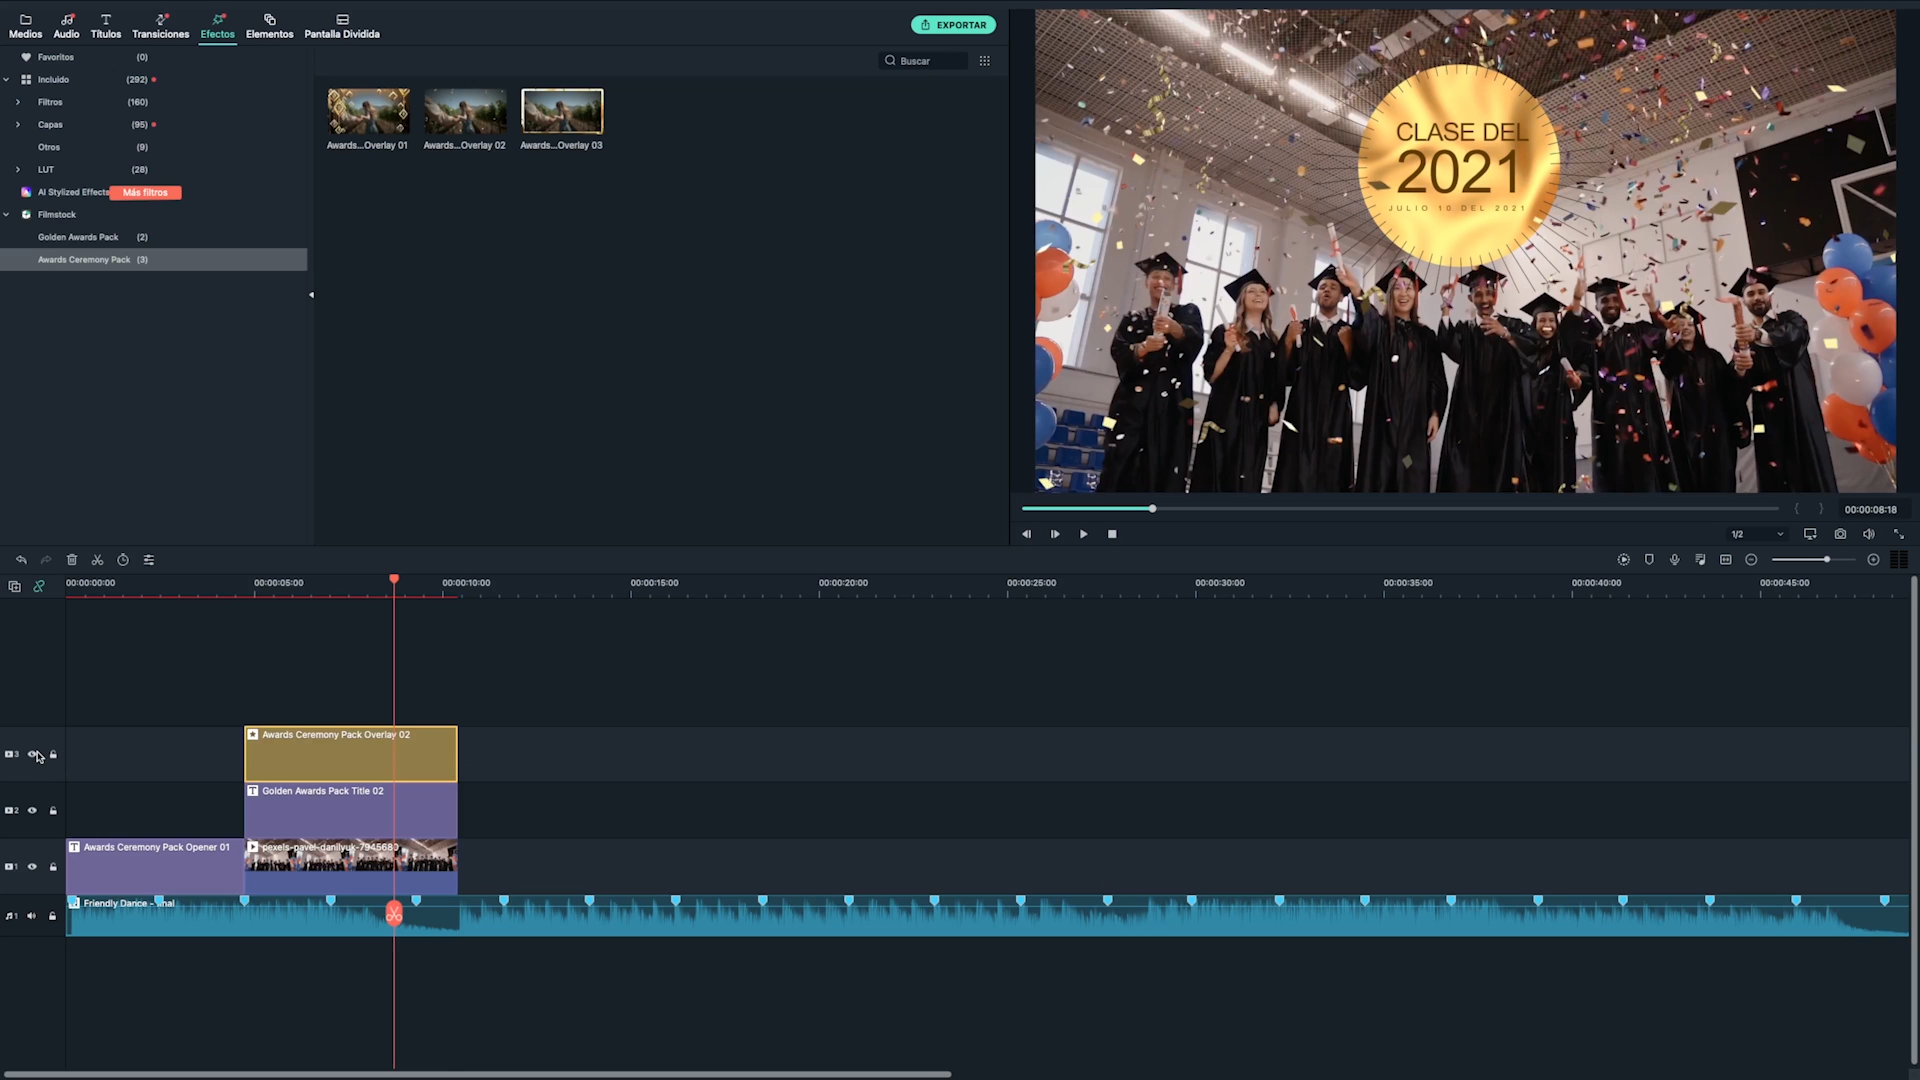 Medios
Audio
Títulos
Transiciones
Efectos
Elementos
Pantalla Dividida
EXPORTAR
Favoritos (0)
Incluido (292)
Filtros (160)
Capas (95)
Otros (9)
LUT (28)
AI Stylized Effects Más filtros
Filmstock
Golden Awards Pack (2)
Awards Ceremony Pack (3)
Buscar
Awards...Overlay 01
Awards...Overlay 02
Awards...Overlay 03
CLASE DEL
2021
JULIO 10 DEL 2021
00:00:08:18
1/2
00:00:00:00
00:00:05:00
00:00:10:00
00:00:15:00
00:00:20:00
00:00:25:00
00:00:30:00
00:00:35:00
00:00:40:00
00:00:45:00
3
Awards Ceremony Pack Overlay 02
2
Golden Awards Pack Title 02
1
Awards Ceremony Pack Opener 01
pexels-pavel-danilyuk-7945680
1
Friendly Dance -